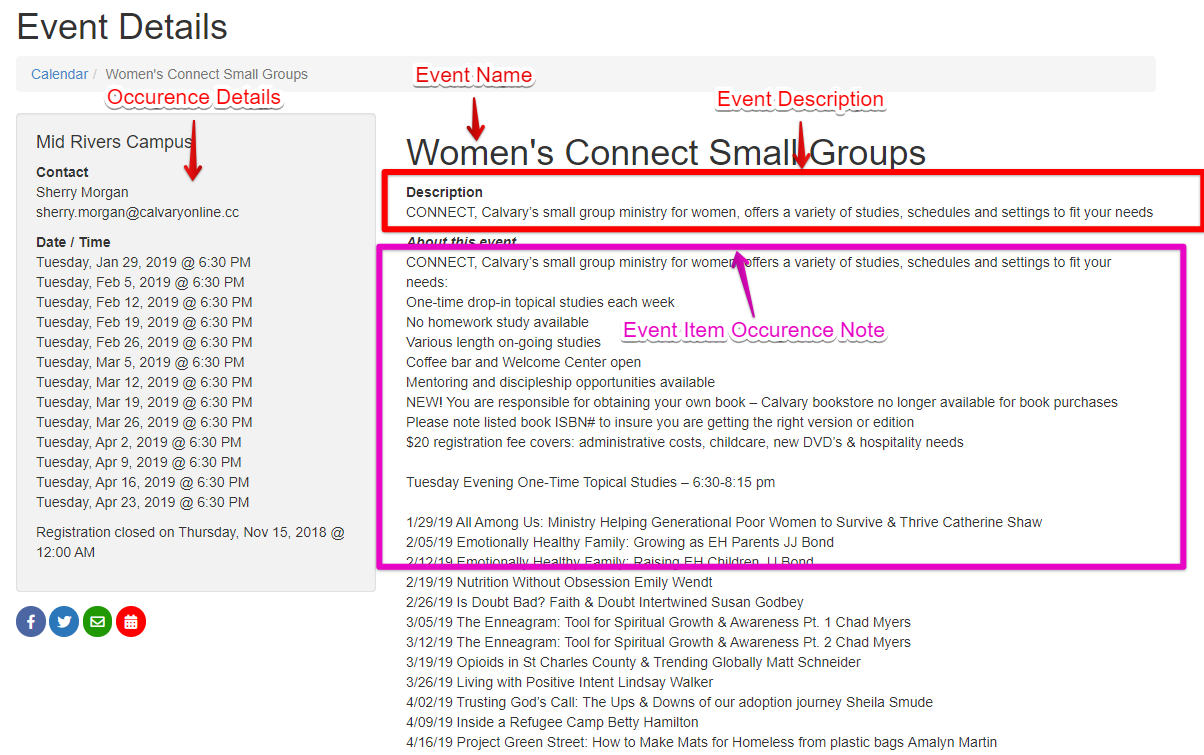 Event Details
Calendar / Women's Connect Small Groups
Event Name
Occurence Details
Event Description
Mid Rivers Campus
Contact
Sherry Morgan
sherry.morgan@calvaryonline.cc
Date / Time
Tuesday, Jan 29, 2019 @ 6:30 PM
Tuesday, Feb 5, 2019 @ 6:30 PM
Tuesday, Feb 12, 2019 @ 6:30 PM
Tuesday, Feb 19, 2019 @ 6:30 PM
Tuesday, Feb 26, 2019 @ 6:30 PM
Tuesday, Mar 5, 2019 @ 6:30 PM
Tuesday, Mar 12, 2019 @ 6:30 PM
Tuesday, Mar 19, 2019 @ 6:30 PM
Tuesday, Mar 26, 2019 @ 6:30 PM
Tuesday, Apr 2, 2019 @ 6:30 PM
Tuesday, Apr 9, 2019 @ 6:30 PM
Tuesday, Apr 16, 2019 @ 6:30 PM
Tuesday, Apr 23, 2019 @ 6:30 PM
Registration closed on Thursday, Nov 15, 2018 @
12:00 AM
Women's Connect Small Groups
Description
CONNECT, Calvary’s small group ministry for women, offers a variety of studies, schedules and settings to fit your needs
About this event
CONNECT, Calvary’s small group ministry for women, offers a variety of studies, schedules and settings to fit your
needs:
One-time drop-in topical studies each week
No homework study available
Event Item Occurence Note
Various length on-going studies
Coffee bar and Welcome Center open
Mentoring and discipleship opportunities available
NEW! You are responsible for obtaining your own book – Calvary bookstore no longer available for book purchases
Please note listed book ISBN# to insure you are getting the right version or edition
$20 registration fee covers: administrative costs, childcare, new DVD’s & hospitality needs
Tuesday Evening One-Time Topical Studies – 6:30-8:15 pm
1/29/19 All Among Us: Ministry Helping Generational Poor Women to Survive & Thrive Catherine Shaw
2/05/19 Emotionally Healthy Family: Growing as EH Parents JJ Bond
2/12/19 Emotionally Healthy Family: Raising EH Children JJ Bond
2/19/19 Nutrition Without Obsession Emily Wendt
2/26/19 Is Doubt Bad? Faith & Doubt Intertwined Susan Godbey
3/05/19 The Enneagram: Tool for Spiritual Growth & Awareness Pt. 1 Chad Myers
3/12/19 The Enneagram: Tool for Spiritual Growth & Awareness Pt. 2 Chad Myers
3/19/19 Opioids in St Charles County & Trending Globally Matt Schneider
3/26/19 Living with Positive Intent Lindsay Walker
4/02/19 Trusting God’s Call: The Ups & Downs of our adoption journey Sheila Smude
4/09/19 Inside a Refugee Camp Betty Hamilton
4/16/19 Project Green Street: How to Make Mats for Homeless from plastic bags Amalyn Martin